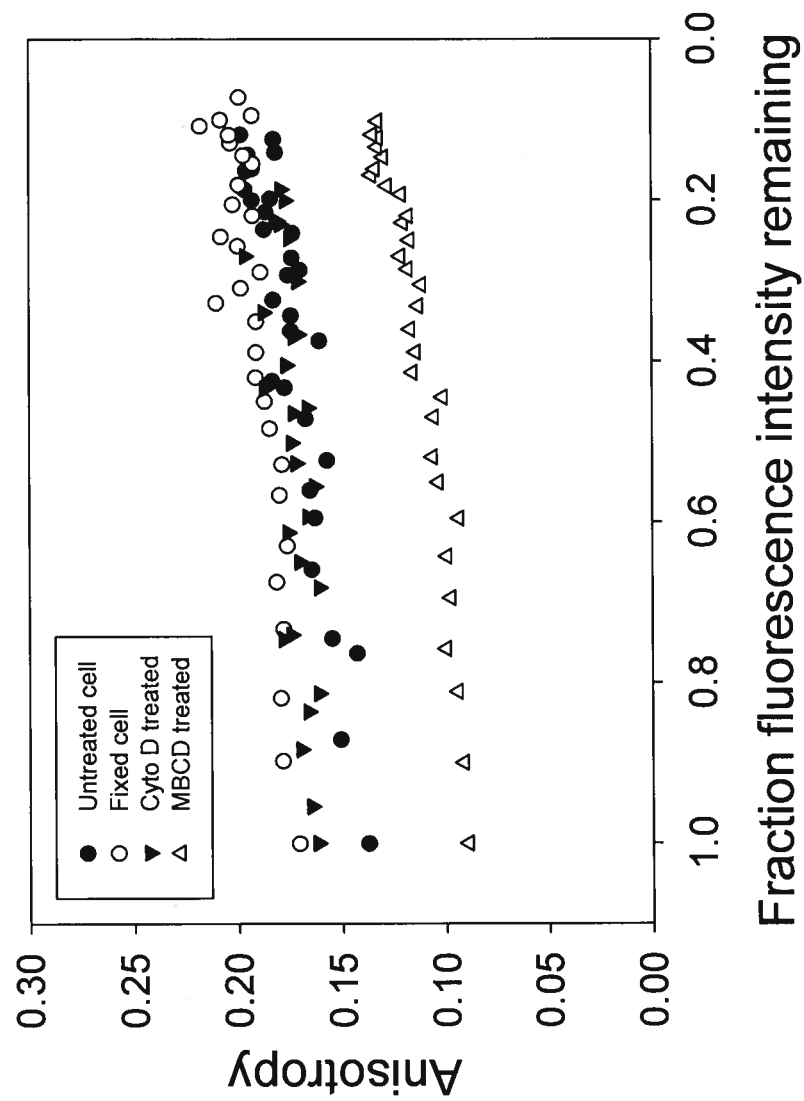 Anisotropy
0.30
0.25
0.20
0.15
0.10
0.05
0.00
Untreated cell
Fixed cell
Cyto D treated
MBCD treated
1.0
0.8
0.6
0.4
0.2
0.0
Fraction fluorescence intensity remaining